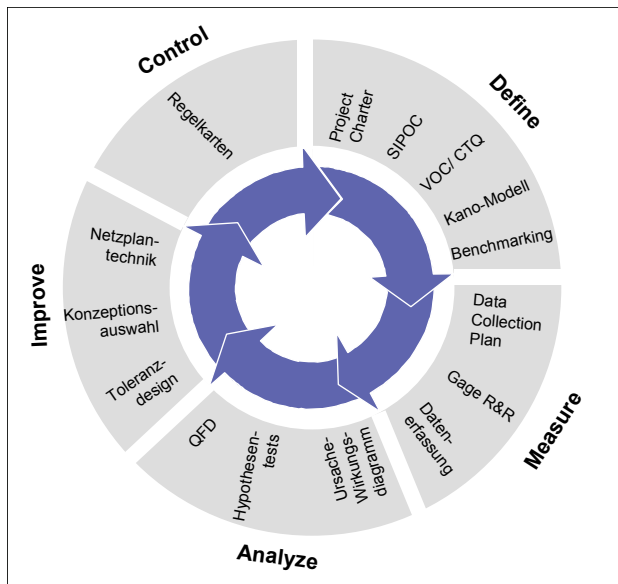 Define
Project
Charter
SIPOC
VOC/ CTQ
Kano-Modell
Benchmarking
Measure
Data
Collection
Plan
Gage R&R
Daten-
erfassung
Analyze
Ursache-
Wirkungs-
diagramm
Hypothesen-
tests
QFD
Improve
Toleranz-
design
Konzeptions-
auswahl
Netzplan-
technik
Control
Regelkarten